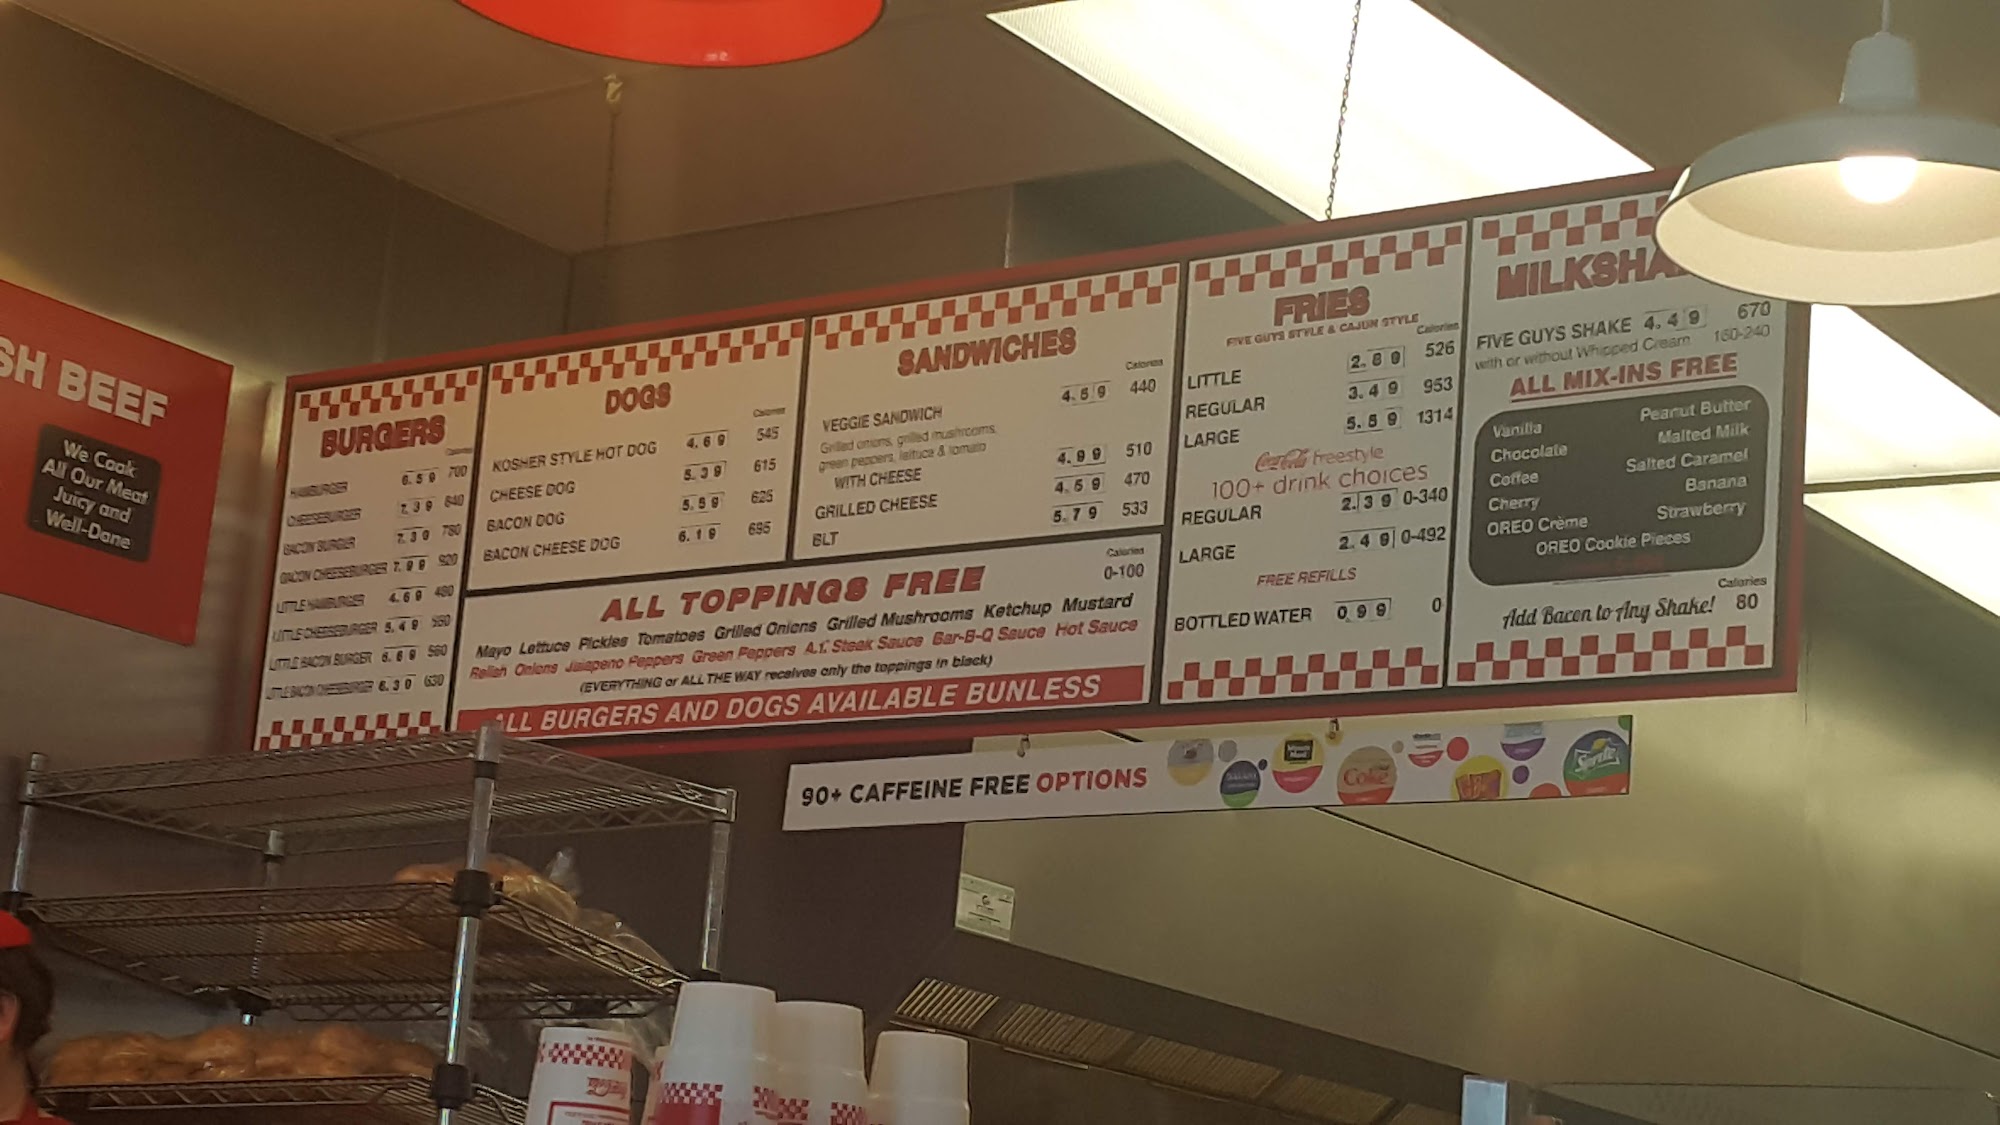 SH BEEF
We Cook
All Our Meat
Juicy and
Well-Done
BURGERS
Calories
HAMBURGER 6.59 700
CHEESEBURGER 7.39 840
BACON BURGER 7.39 780
BACON CHEESEBURGER 7.99 920
LITTLE HAMBURGER 4.69 480
LITTLE CHEESEBURGER 5.49 550
LITTLE BACON BURGER 5.69 560
LITTLE BACON CHEESEBURGER 6.39 630
DOGS
Calories
KOSHER STYLE HOT DOG 4.69 545
CHEESE DOG 5.39 615
BACON DOG 5.59 625
BACON CHEESE DOG 6.19 695
SANDWICHES
Calories
VEGGIE SANDWICH 4.59 440
Grilled onions, grilled mushrooms,
green peppers, lettuce & tomato
WITH CHEESE 4.99 510
GRILLED CHEESE 4.59 470
BLT 5.79 533
ALL TOPPINGS FREE
Calories
0-100
Mayo Lettuce Pickles Tomatoes Grilled Onions Grilled Mushrooms Ketchup Mustard
Relish Onions Jalapeno Peppers Green Peppers A.1. Steak Sauce Bar-B-Q Sauce Hot Sauce
(EVERYTHING or ALL THE WAY receives only the toppings in black)
ALL BURGERS AND DOGS AVAILABLE BUNLESS
FRIES
FIVE GUYS STYLE & CAJUN STYLE
Calories
LITTLE 2.89 526
REGULAR 3.49 953
LARGE 5.59 1314
Coca-Cola freestyle
100+ drink choices
REGULAR 2.39 0-340
LARGE 2.49 0-492
FREE REFILLS
BOTTLED WATER 0.99 0
MILKSHA
FIVE GUYS SHAKE 4.49 670
with or without Whipped Cream 160-240
ALL MIX-INS FREE
Vanilla Peanut Butter
Chocolate Malted Milk
Coffee Salted Caramel
Cherry Banana
OREO Crème Strawberry
OREO Cookie Pieces
Calories
Add Bacon to Any Shake! 80
90+ CAFFEINE FREE OPTIONS
Minute Maid
Coke
Sprite